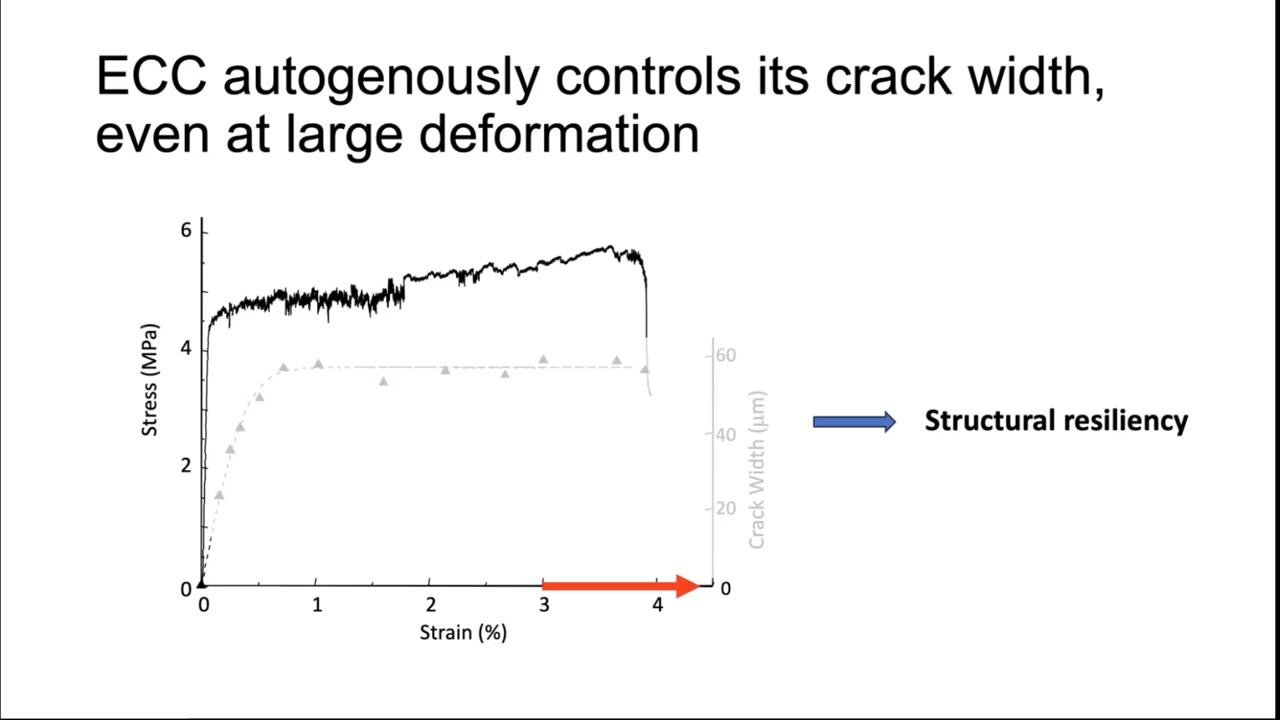 ECC autogenously controls its crack width,
even at large deformation
6
4
2
0
Stress (MPa)
0 1 2 3 4
Strain (%)
60
40
20
0
Crack Width (μm)
Structural resiliency